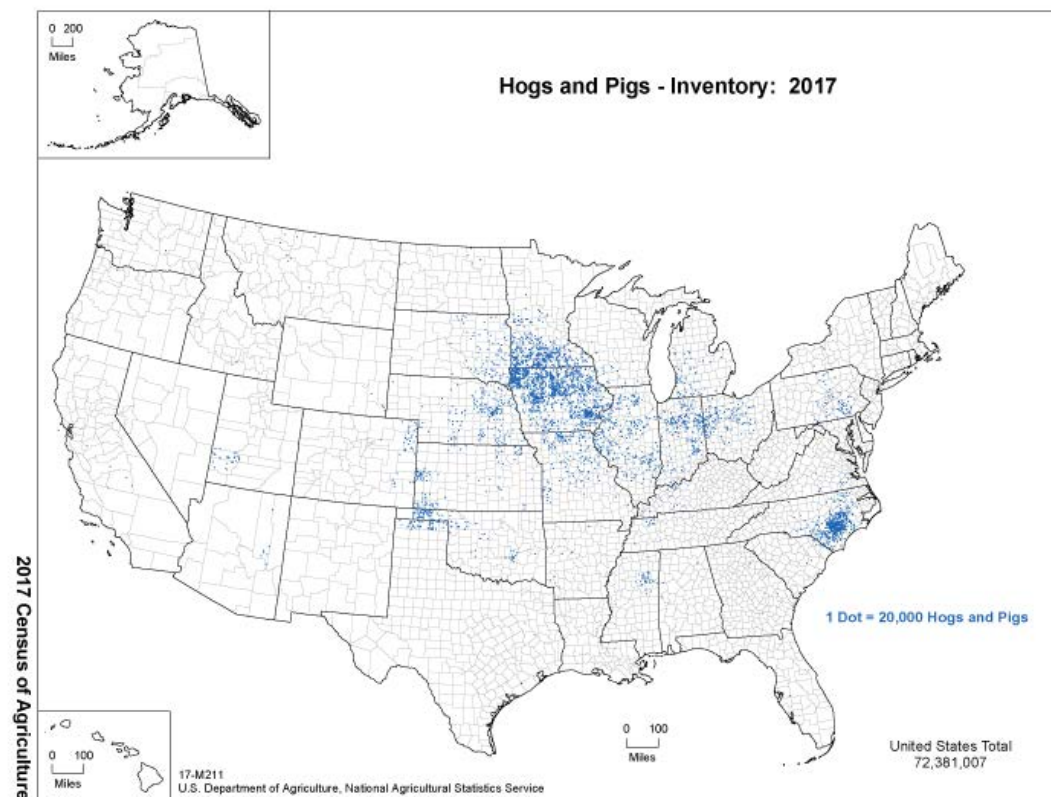 0 200
Miles
Hogs and Pigs - Inventory: 2017
2017 Census of Agriculture
1 Dot = 20,000 Hogs and Pigs
0 100
Miles
0 100
Miles
United States Total
72,381,007
17-M211
U.S. Department of Agriculture, National Agricultural Statistics Service